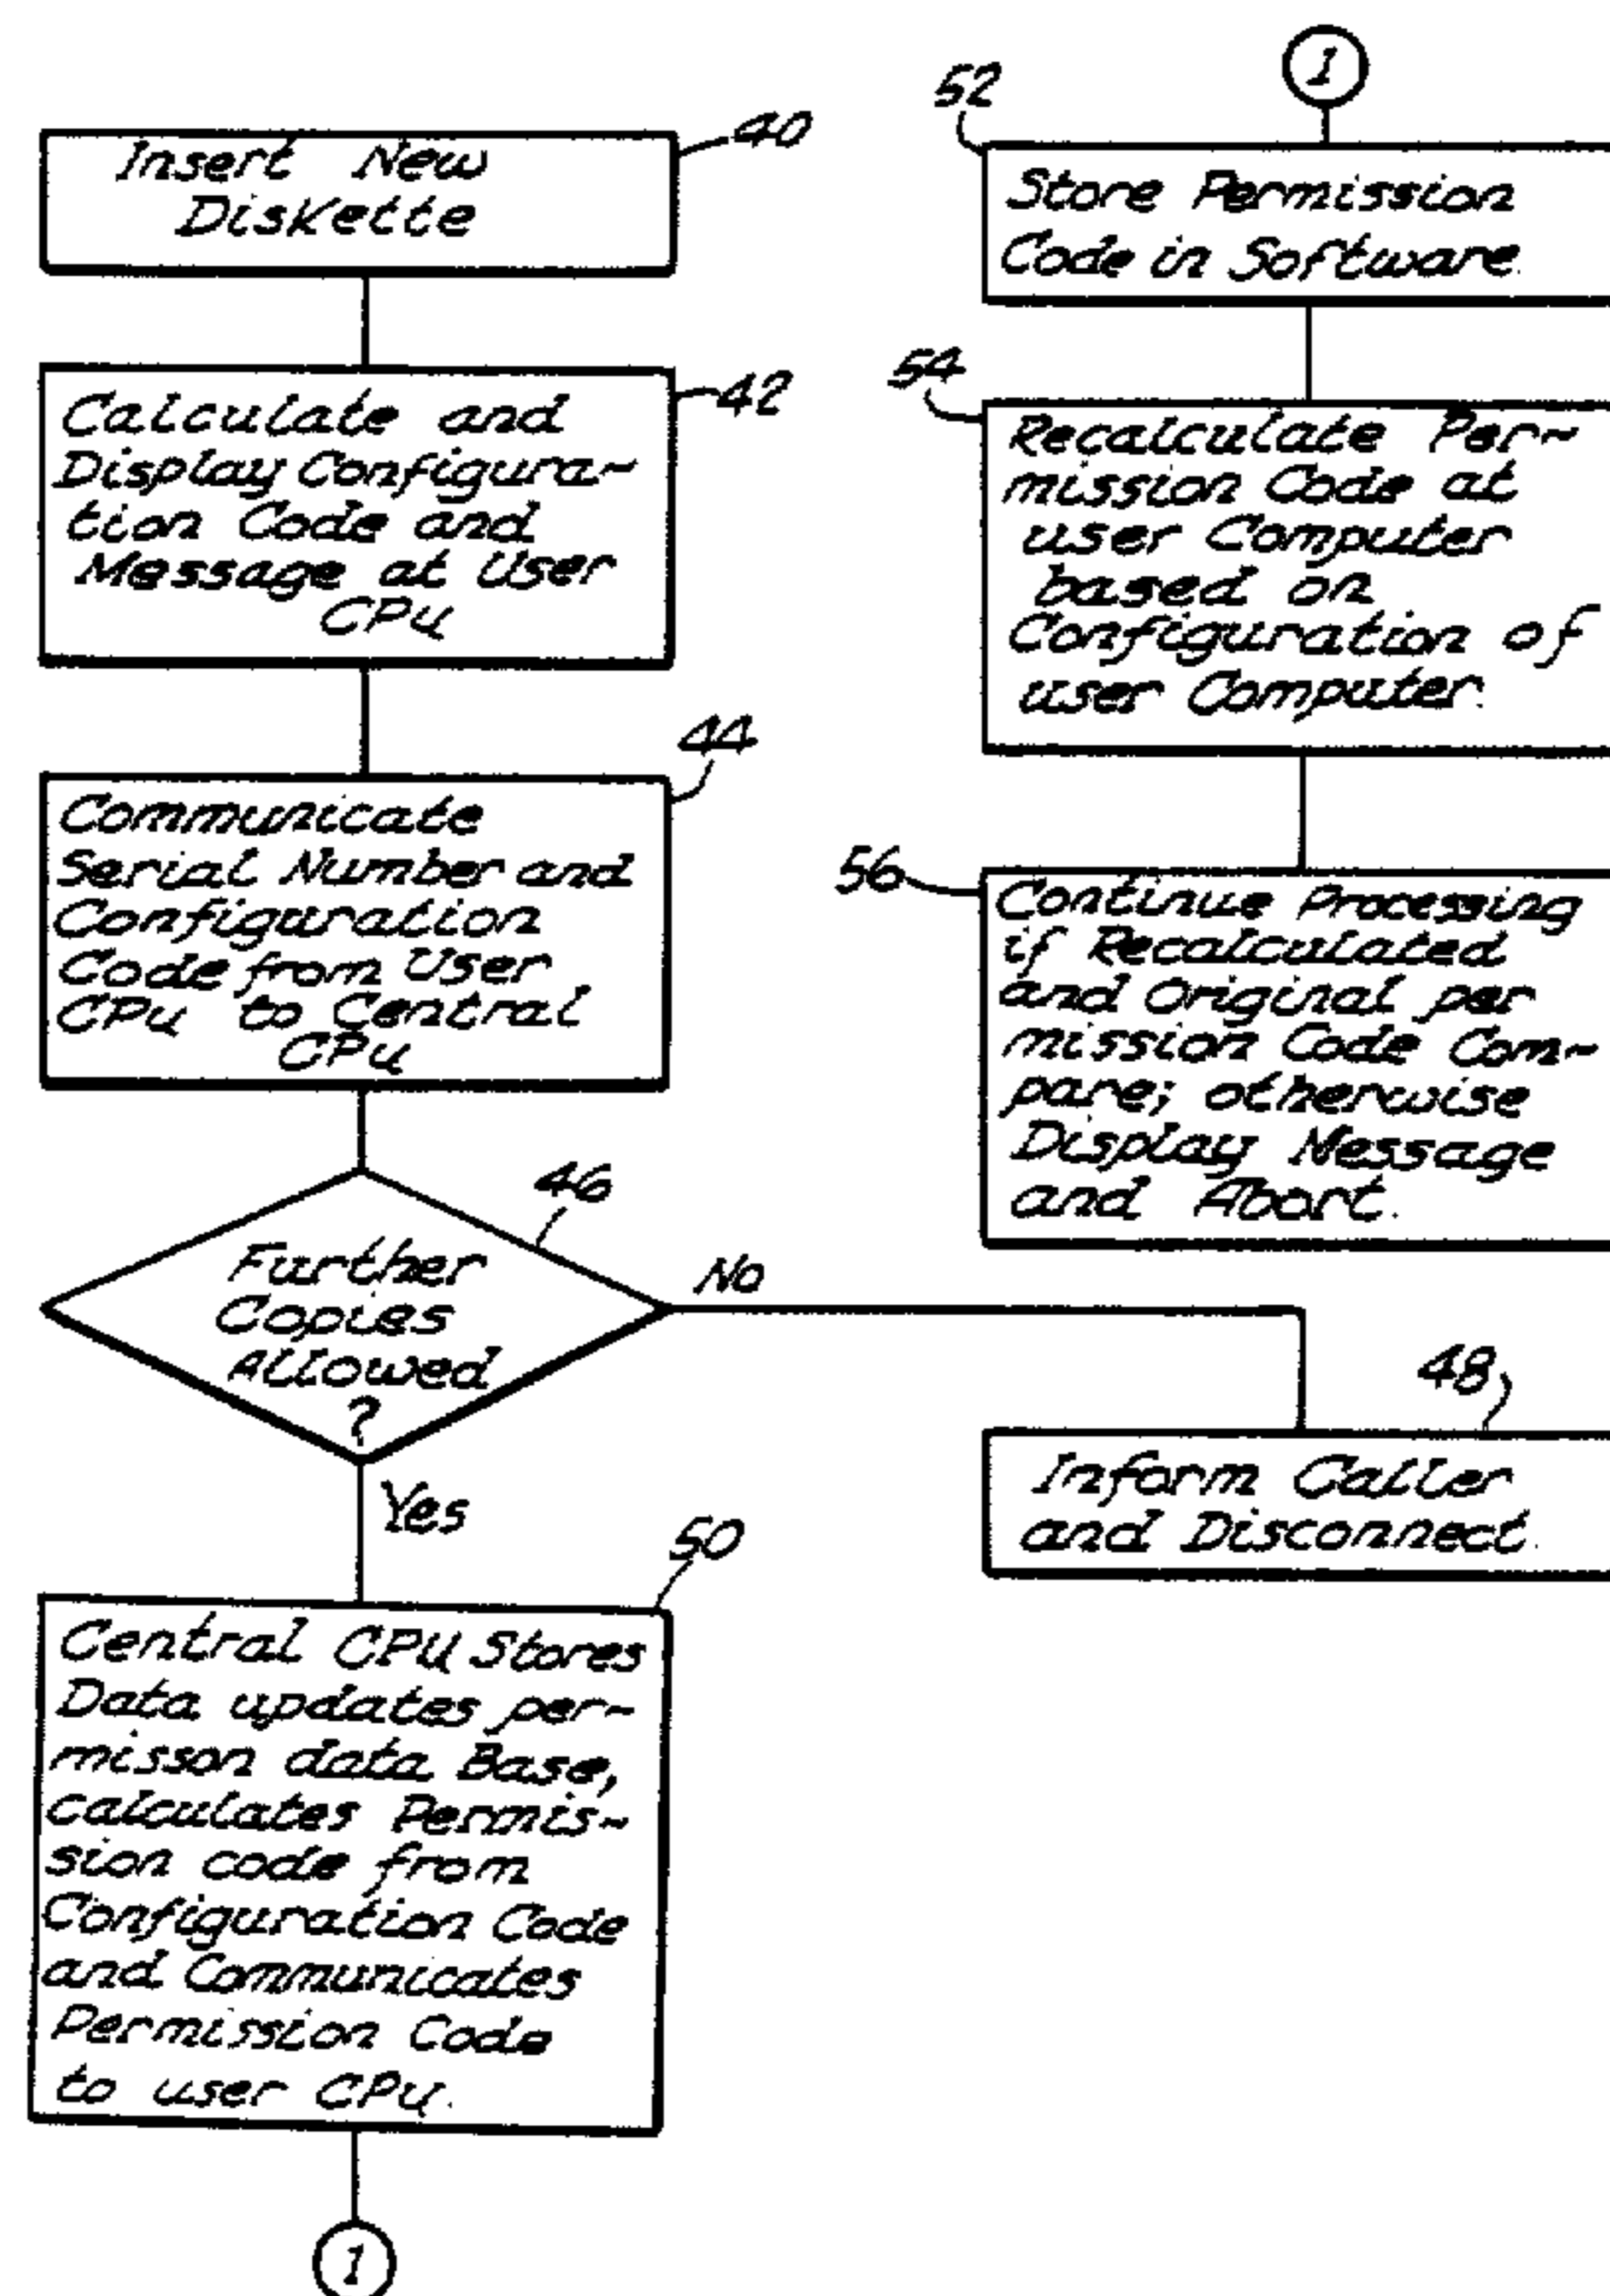 40
Insert New
Diskette
42
Calculate and
Display Configura~
tion Code and
Message at User
CPU
44
Communicate
Serial Number and
Configuration
Code from User
CPU to Central
CPU
46
Further
Copies
Allowed
?
No
Yes
48
Inform Caller
and Disconnect.
50
Central CPU Stores
Data updates per~
misson data Base,
calculates Permis~
sion code from
Configuration Code
and Communicates
Permission Code
to user CPU.
1
1
52
Store Permission
Code in Software.
54
Recalculate Per~
mission Code at
user Computer
based on
Configuration of
user Computer.
56
Continue Processing
if Recalculated
and Original per
mission Code Com~
pare; otherwise
Display Message
and Abort.